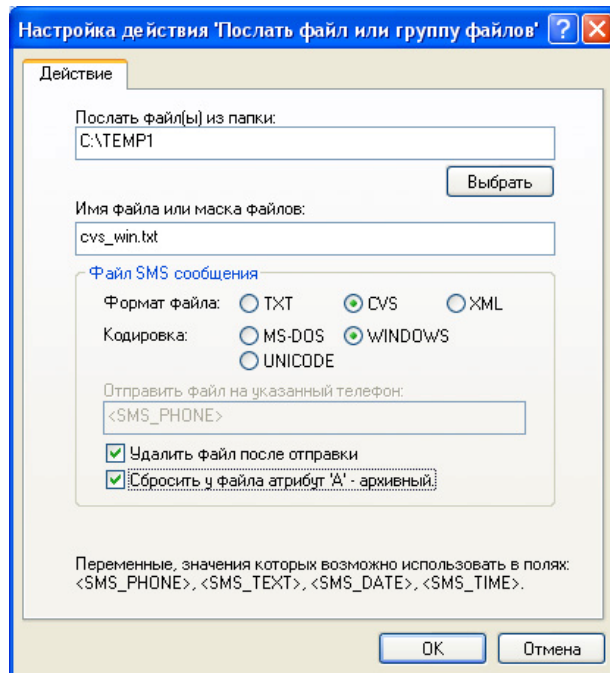 Настройка действия 'Послать файл или группу файлов'
Действие
Послать файл(ы) из папки:
C:\TEMP1
Выбрать
Имя файла или маска файлов:
cvs_win.txt
Файл SMS сообщения
Формат файла: TXT CVS XML
Кодировка: MS-DOS WINDOWS
UNICODE
Отправить файл на указанный телефон:
<SMS_PHONE>
Удалить файл после отправки
Сбросить у файла атрибут 'А' - архивный.
Переменные, значения которых возможно использовать в полях:
<SMS_PHONE>, <SMS_TEXT>, <SMS_DATE>, <SMS_TIME>.
OK Отмена